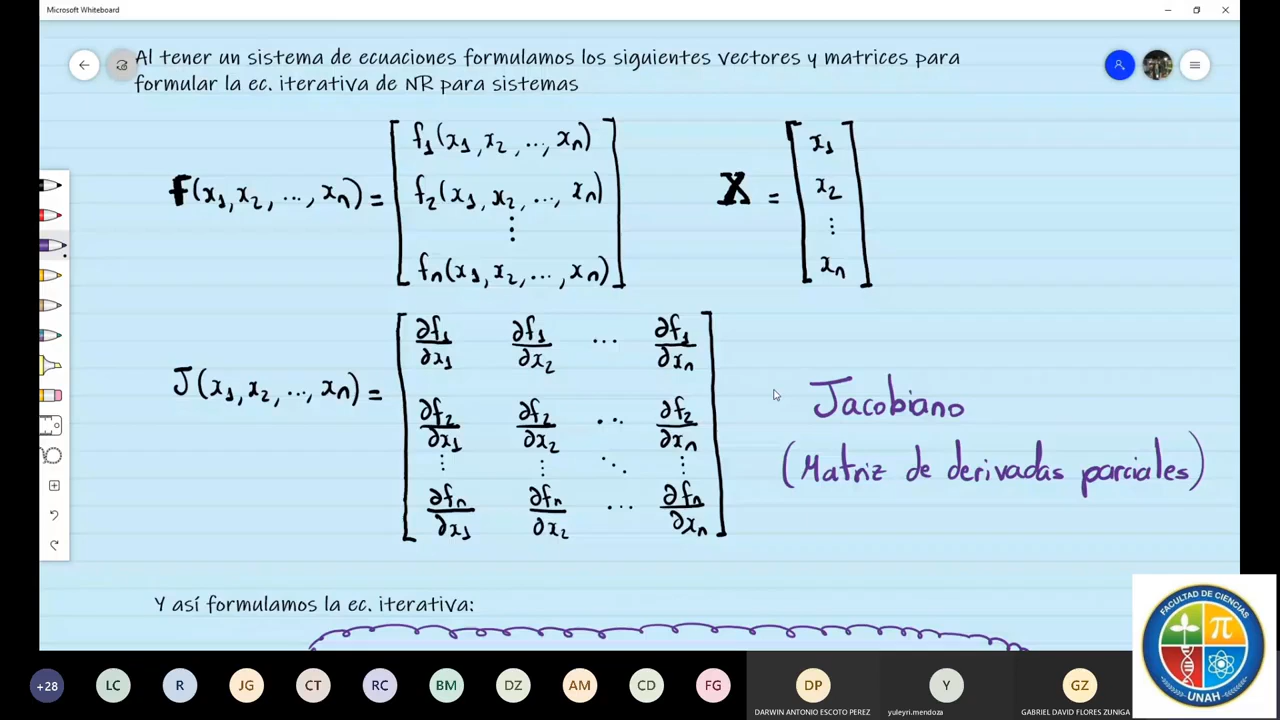 Microsoft Whiteboard
Al tener un sistema de ecuaciones formulamos los siguientes vectores y matrices para
formular la ec. iterativa de NR para sistemas
F(x₁, x₂, ..., xₙ) = [ f₁(x₁, x₂, ..., xₙ)
f₂(x₁, x₂, ..., xₙ)
⋮
fₙ(x₁, x₂, ..., xₙ) ]
X = [ x₁
x₂
⋮
xₙ ]
J(x₁, x₂, ..., xₙ) = [ ∂f₁/∂x₁ ∂f₁/∂x₂ ... ∂f₁/∂xₙ
∂f₂/∂x₁ ∂f₂/∂x₂ ... ∂f₂/∂xₙ
⋮ ⋮ ⋱ ⋮
∂fₙ/∂x₁ ∂fₙ/∂x₂ ... ∂fₙ/∂xₙ ]
Jacobiano
(Matriz de derivadas parciales)
Y así formulamos la ec. iterativa:
FACULTAD DE CIENCIAS
π
UNAH
+28 LC R JG CT RC BM DZ AM CD FG DP Y GZ
DARWIN ANTONIO ESCOTO PEREZ
yuleyri.mendoza
GABRIEL DAVID FLORES ZUNIGA